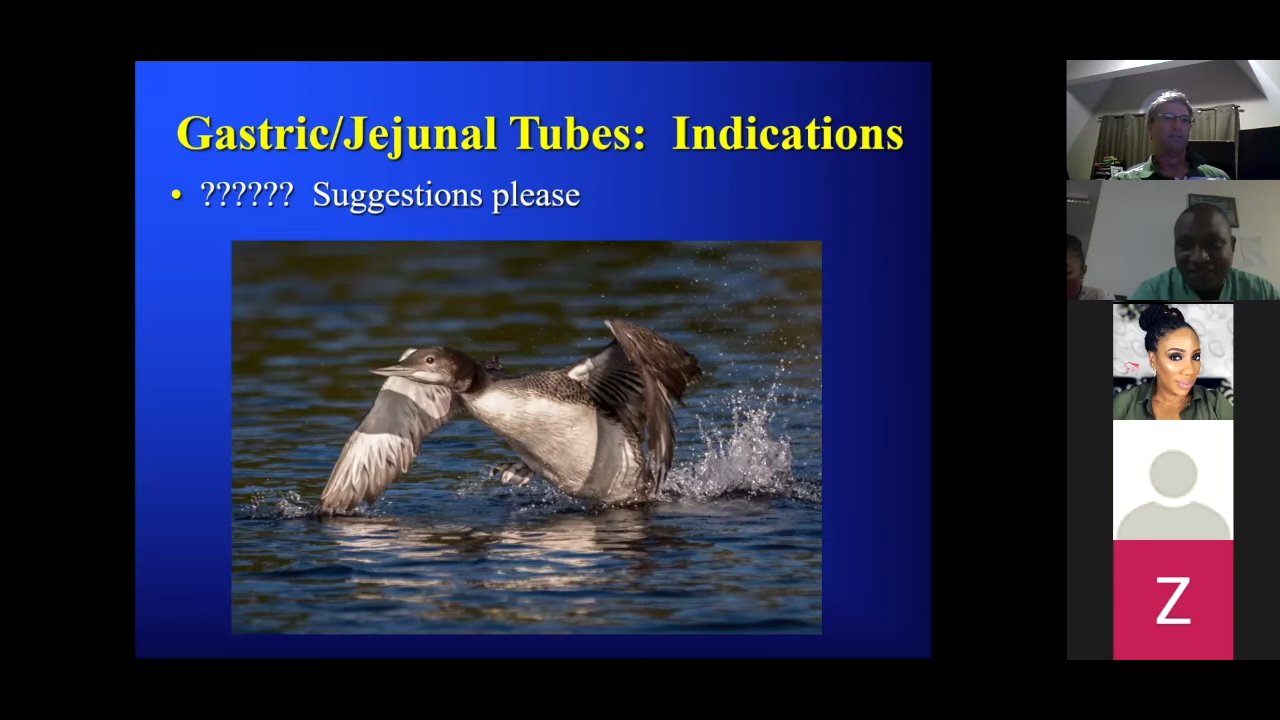 Gastric/Jejunal Tubes:  Indications
• ??????  Suggestions please
Z